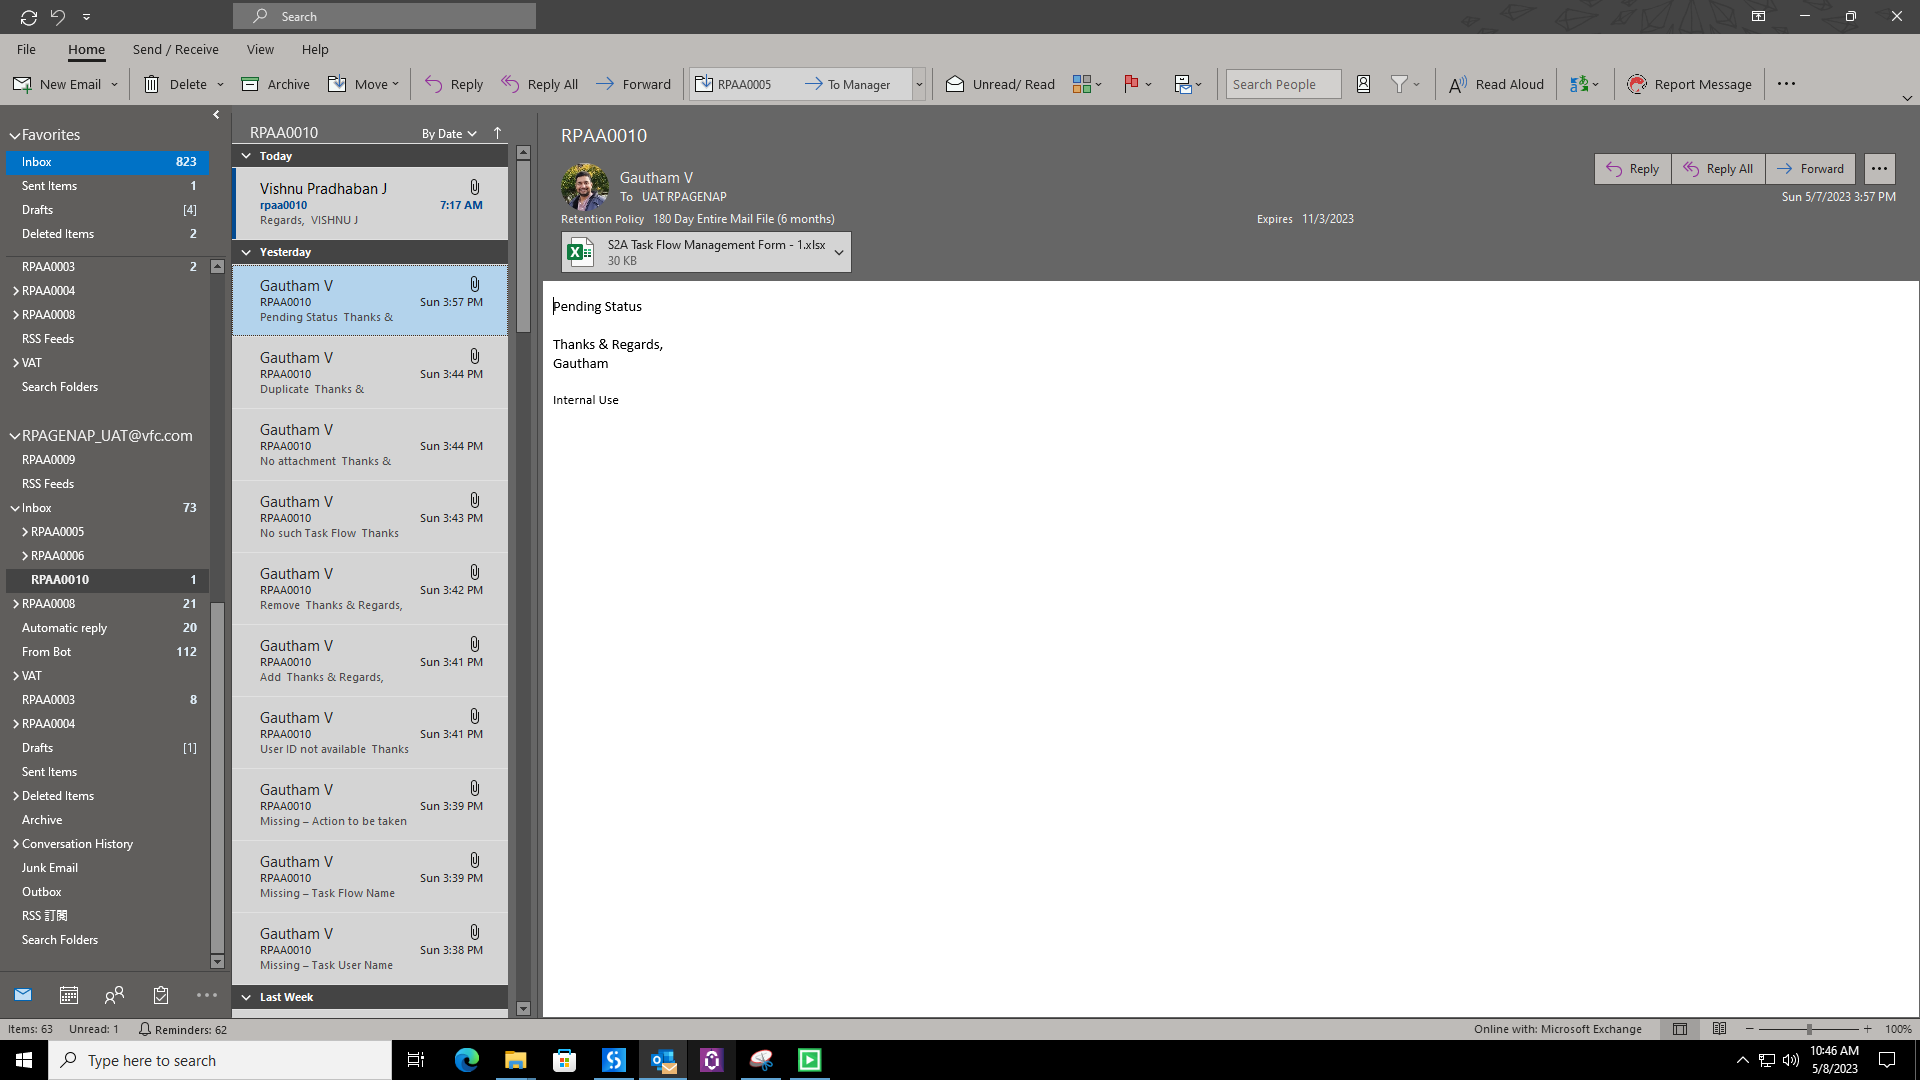 Search
File Home Send / Receive View Help
New Email Delete Archive Move Reply Reply All Forward RPAA0005 To Manager Unread/ Read Search People Read Aloud Report Message
Favorites
Inbox 823
Sent Items 1
Drafts [4]
Deleted Items 2
RPAA0003 2
RPAA0004
RPAA0008
RSS Feeds
VAT
Search Folders
RPAGENAP_UAT@vfc.com
RPAA0009
RSS Feeds
Inbox 73
RPAA0005
RPAA0006
RPAA0010 1
RPAA0008 21
Automatic reply 20
From Bot 112
VAT
RPAA0003 8
RPAA0004
Drafts [1]
Sent Items
Deleted Items
Archive
Conversation History
Junk Email
Outbox
RSS 訂閱
Search Folders
RPAA0010 By Date
Today
Vishnu Pradhaban J
rpaa0010 7:17 AM
Regards, VISHNU J
Yesterday
Gautham V
RPAA0010 Sun 3:57 PM
Pending Status Thanks &
Gautham V
RPAA0010 Sun 3:44 PM
Duplicate Thanks &
Gautham V
RPAA0010 Sun 3:44 PM
No attachment Thanks &
Gautham V
RPAA0010 Sun 3:43 PM
No such Task Flow Thanks
Gautham V
RPAA0010 Sun 3:42 PM
Remove Thanks & Regards,
Gautham V
RPAA0010 Sun 3:41 PM
Add Thanks & Regards,
Gautham V
RPAA0010 Sun 3:41 PM
User ID not available Thanks
Gautham V
RPAA0010 Sun 3:39 PM
Missing – Action to be taken
Gautham V
RPAA0010 Sun 3:39 PM
Missing – Task Flow Name
Gautham V
RPAA0010 Sun 3:38 PM
Missing – Task User Name
Last Week
RPAA0010
Gautham V
To UAT RPAGENAP
Reply Reply All Forward
Sun 5/7/2023 3:57 PM
Retention Policy 180 Day Entire Mail File (6 months) Expires 11/3/2023
S2A Task Flow Management Form - 1.xlsx
30 KB
Pending Status
Thanks & Regards,
Gautham
Internal Use
Items: 63 Unread: 1 Reminders: 62 Online with: Microsoft Exchange 100%
Type here to search
10:46 AM
5/8/2023